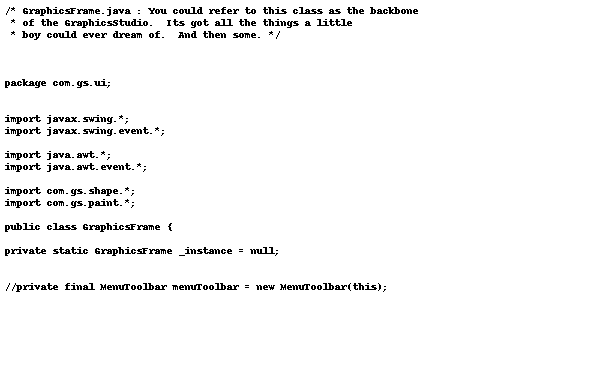 /* GraphicsFrame.java : You could refer to this class as the backbone
 * of the GraphicsStudio.  Its got all the things a little
 * boy could ever dream of.  And then some. */
package com.gs.ui;
import javax.swing.*;
import javax.swing.event.*;
import java.awt.*;
import java.awt.event.*;
import com.gs.shape.*;
import com.gs.paint.*;
public class GraphicsFrame {
private static GraphicsFrame _instance = null;
//private final MenuToolbar menuToolbar = new MenuToolbar(this);